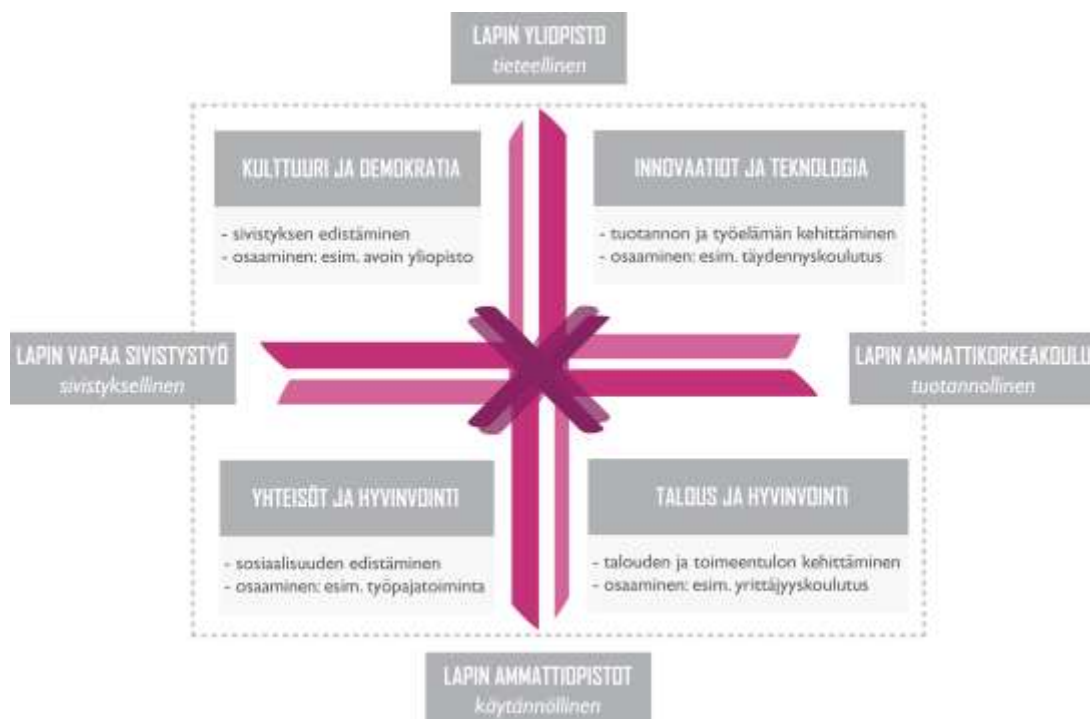 LAPIN YLIOPISTO
tieteellinen
KULTTUURI JA DEMOKRATIA
- sivistyksen edistäminen
- osaaminen: esim. avoin yliopisto
INNOVAATIOT JA TEKNOLOGIA
- tuotannon ja työelämän kehittäminen
- osaaminen: esim. täydennyskoulutus
LAPIN VAPAA SIVISTYSTYÖ
sivistyksellinen
LAPIN AMMATTIKORKEAKOULU
tuotannollinen
YHTEISÖT JA HYVINVOINTI
- sosiaalisuuden edistäminen
- osaaminen: esim. työpajatoiminta
TALOUS JA HYVINVOINTI
- talouden ja toimeentulon kehittäminen
- osaaminen: esim. yrittäjyyskoulutus
LAPIN AMMATTIOPISTOT
käytännöllinen